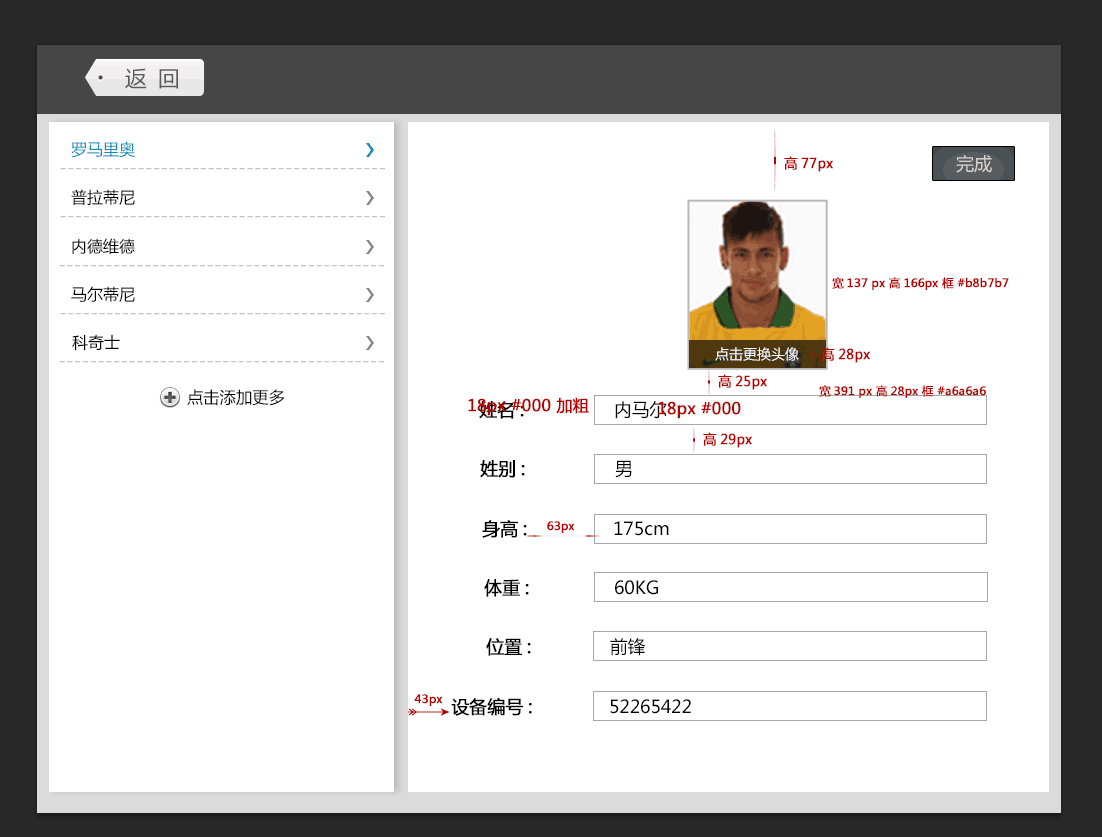 返 回
罗马里奥
普拉蒂尼
内德维德
马尔蒂尼
科奇士
点击添加更多
高 77px
完成
宽 137 px 高 166px 框 #b8b7b7
点击更换头像
高 28px
高 25px
宽 391 px 高 28px 框 #a6a6a6
18px #000 加粗
姓名 :
内马尔
18px #000
高 29px
姓别 :
男
身高 :
63px
175cm
体重 :
60KG
位置 :
前锋
43px
设备编号 :
52265422